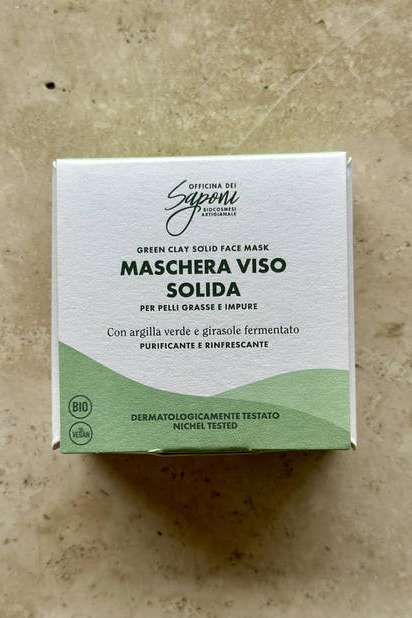 OFFICINA DEI
Saponi
BIOCOSMESI
ARTIGIANALE
GREEN CLAY SOLID FACE MASK
MASCHERA VISO
SOLIDA
PER PELLI GRASSE E IMPURE
Con argilla verde e girasole fermentato
PURIFICANTE E RINFRESCANTE
BIO
VEGAN
DERMATOLOGICAMENTE TESTATO
NICHEL TESTED